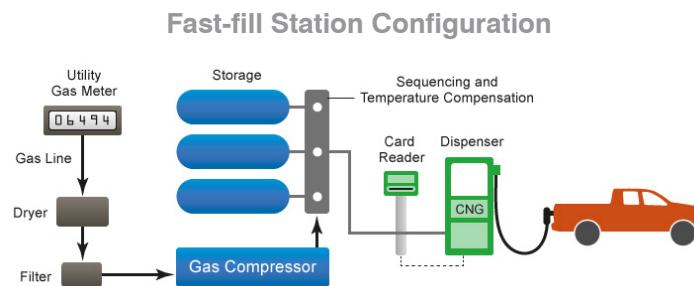 Fast-fill Station Configuration
Utility
Gas Meter
06494
Gas Line
Dryer
Filter
Storage
Gas Compressor
Sequencing and
Temperature Compensation
Card
Reader
Dispenser
CNG